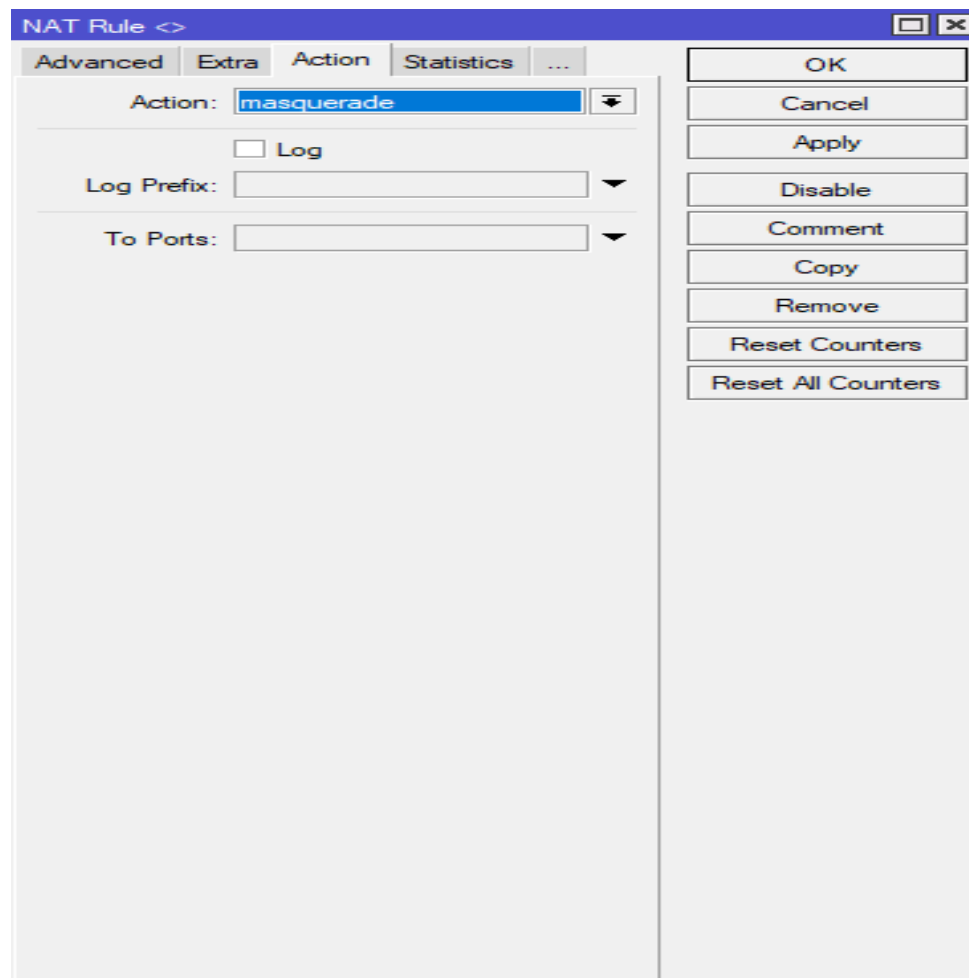 NAT Rule <>
Advanced Extra Action Statistics ...
Action: masquerade
Log
Log Prefix:
To Ports:
OK
Cancel
Apply
Disable
Comment
Copy
Remove
Reset Counters
Reset All Counters